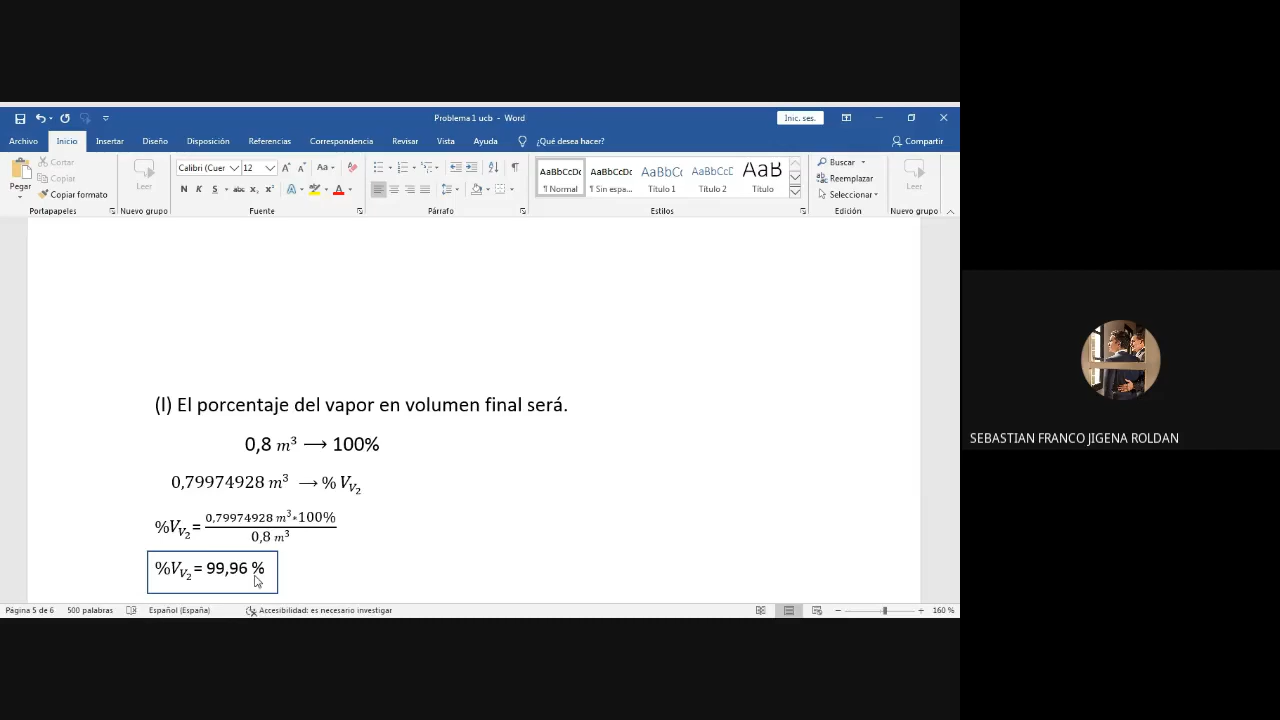 Problema 1 ucb - Word
Inic. ses.
Archivo Inicio Insertar Diseño Disposición Referencias Correspondencia Revisar Vista Ayuda ¿Qué desea hacer? Compartir
Pegar
Cortar
Copiar
Copiar formato
Portapapeles
Leer
Nuevo grupo
Calibri (Cuer 12
Fuente
Párrafo
AaBbCcDc AaBbCcDc AaBbCc AaBbCcD AaB
¶ Normal ¶ Sin espa... Título 1 Título 2 Título
Estilos
Buscar
Reemplazar
Seleccionar
Edición
Leer
Nuevo grupo
(l) El porcentaje del vapor en volumen final será.
0,8 m³ ⟶ 100%
0,79974928 m³ ⟶ % V_{V₂}
%V_{V₂} = \frac{0,79974928 m³*100%}{0,8 m³}
%V_{V₂} = 99,96 %
Página 5 de 6 500 palabras Español (España) Accesibilidad: es necesario investigar 160 %
SEBASTIAN FRANCO JIGENA ROLDAN